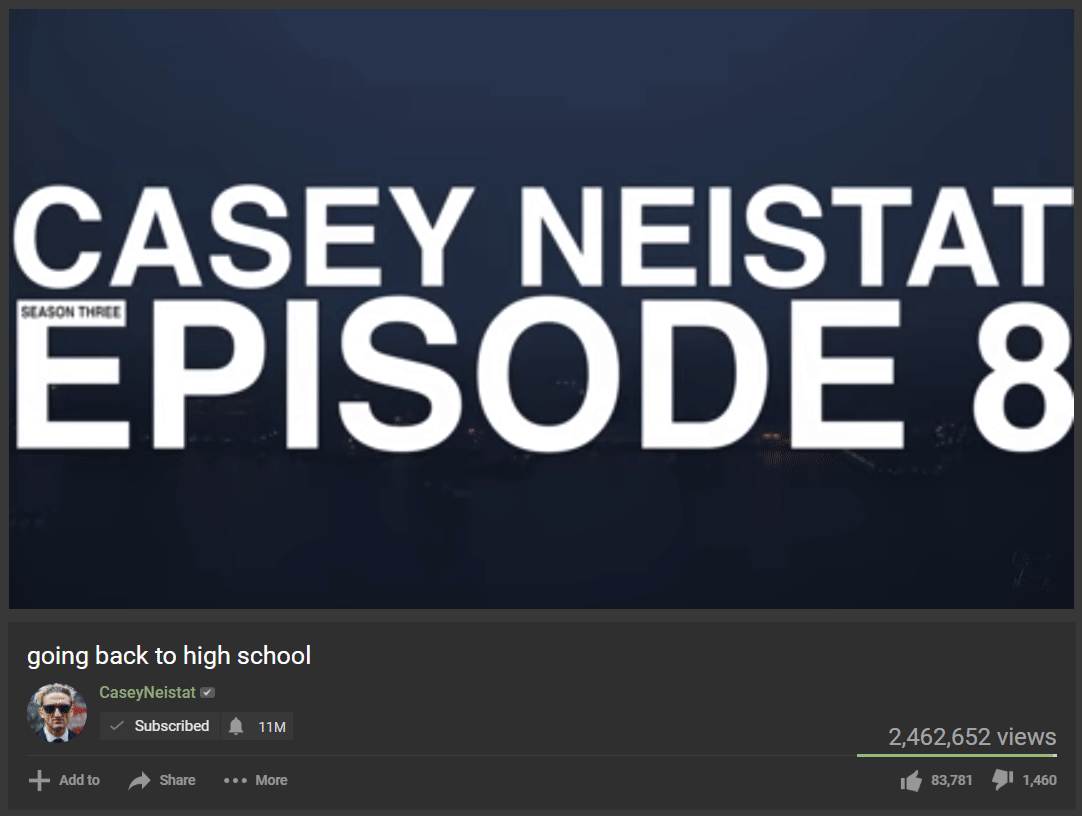 CASEY NEISTAT
SEASON THREE
EPISODE 8
going back to high school
CaseyNeistat
Subscribed 11M
2,462,652 views
Add to Share More 83,781 1,460